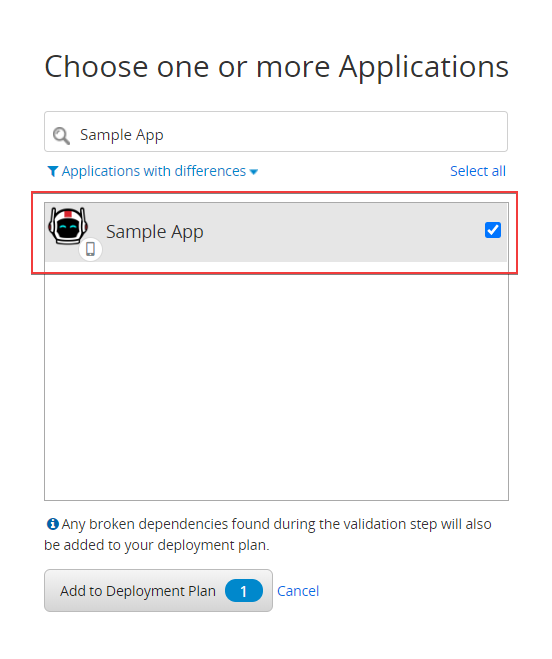 Choose one or more Applications
Sample App
Applications with differences
Select all
Sample App
Any broken dependencies found during the validation step will also
be added to your deployment plan.
Add to Deployment Plan 1 Cancel